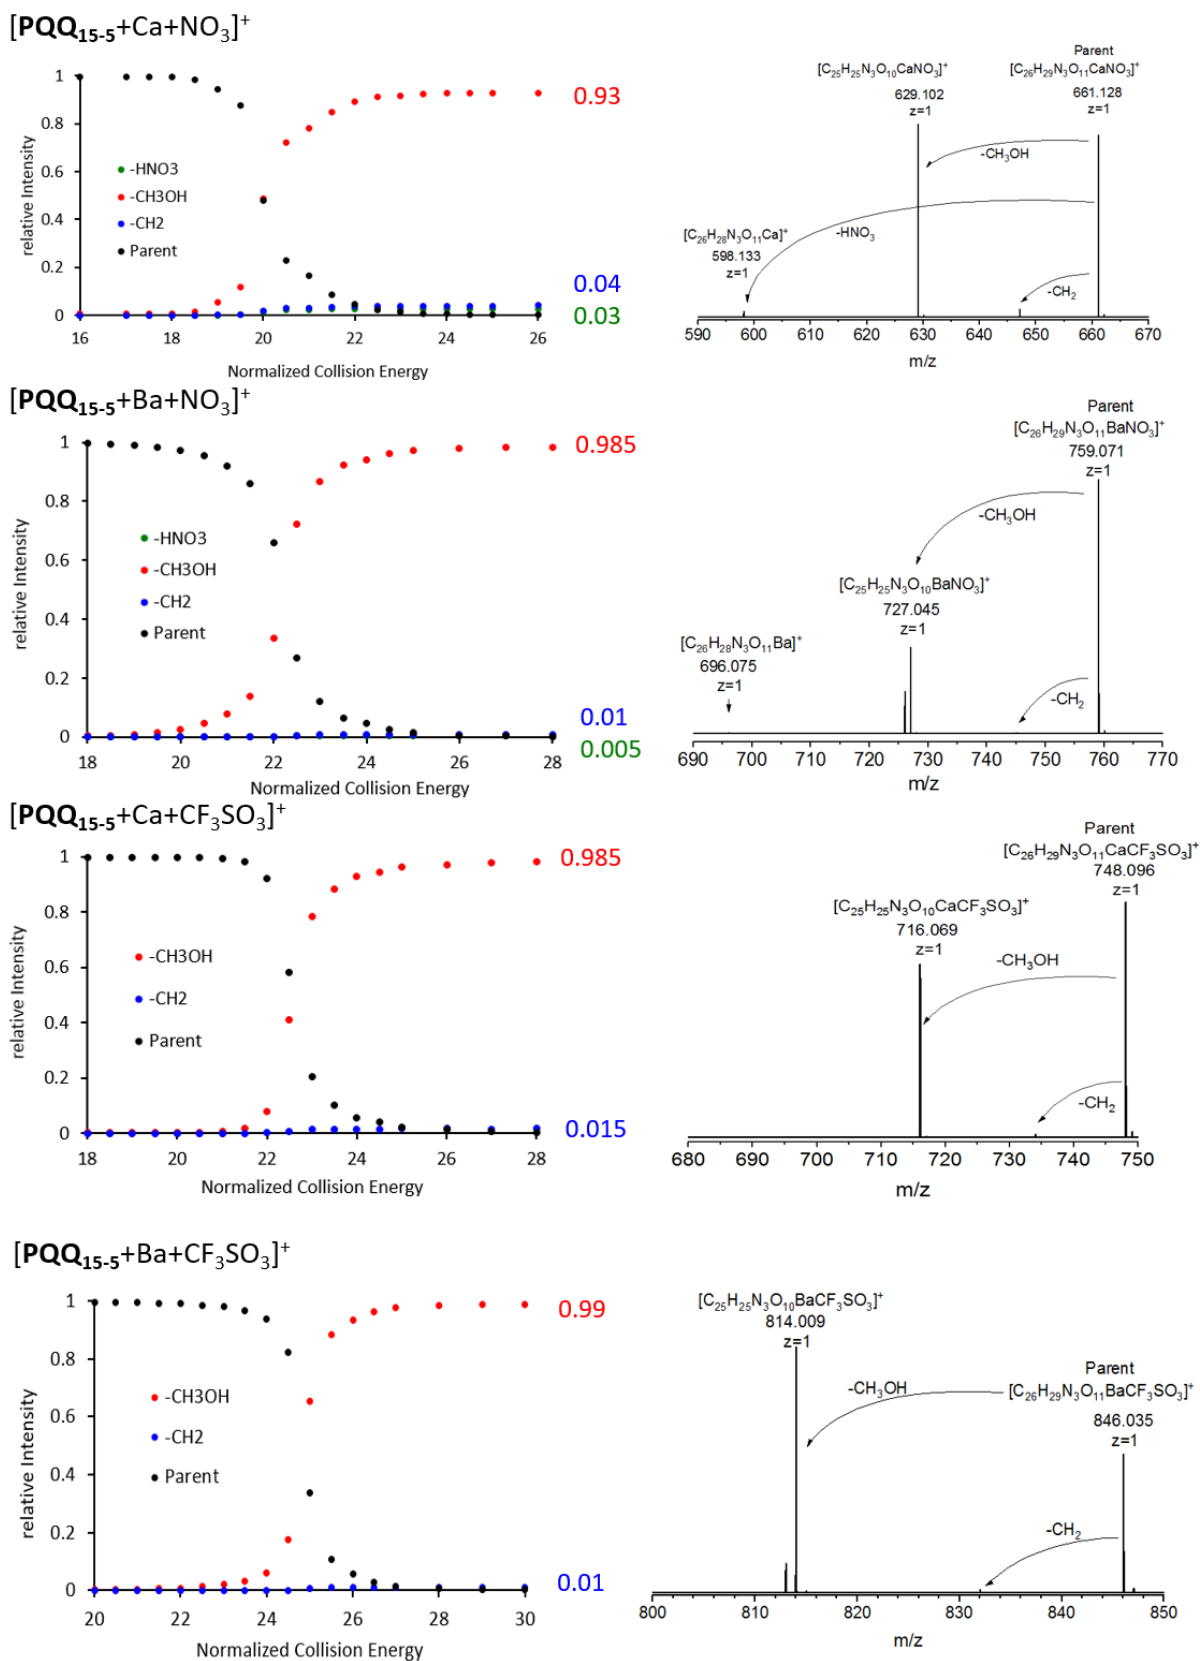 [PQQ₁₅₋₅+Ca+NO₃]⁺
1
0.8
0.6
0.4
0.2
0
relative Intensity
-HNO3
-CH3OH
-CH2
Parent
0.93
0.04
0.03
16 18 20 22 24 26
Normalized Collision Energy
Parent
[C₂₅H₂₅N₃O₁₀CaNO₃]⁺ [C₂₆H₂₉N₃O₁₁CaNO₃]⁺
629.102 661.128
z=1 z=1
-CH₃OH
-HNO₃
[C₂₆H₂₈N₃O₁₁Ca]⁺
598.133
z=1
-CH₂
590 600 610 620 630 640 650 660 670
m/z
[PQQ₁₅₋₅+Ba+NO₃]⁺
1
0.8
0.6
0.4
0.2
0
relative Intensity
-HNO3
-CH3OH
-CH2
Parent
0.985
0.01
0.005
18 20 22 24 26 28
Normalized Collision Energy
Parent
[C₂₆H₂₉N₃O₁₁BaNO₃]⁺
759.071
z=1
-CH₃OH
[C₂₅H₂₅N₃O₁₀BaNO₃]⁺
727.045
z=1
[C₂₆H₂₈N₃O₁₁Ba]⁺
696.075
z=1
-CH₂
690 700 710 720 730 740 750 760 770
m/z
[PQQ₁₅₋₅+Ca+CF₃SO₃]⁺
1
0.8
0.6
0.4
0.2
0
relative Intensity
-CH3OH
-CH2
Parent
0.985
0.015
18 20 22 24 26 28
Normalized Collision Energy
Parent
[C₂₆H₂₉N₃O₁₁CaCF₃SO₃]⁺
748.096
z=1
[C₂₅H₂₅N₃O₁₀CaCF₃SO₃]⁺
716.069
z=1
-CH₃OH
-CH₂
680 690 700 710 720 730 740 750
m/z
[PQQ₁₅₋₅+Ba+CF₃SO₃]⁺
1
0.8
0.6
0.4
0.2
0
relative Intensity
-CH3OH
-CH2
Parent
0.99
0.01
20 22 24 26 28 30
Normalized Collision Energy
[C₂₅H₂₅N₃O₁₀BaCF₃SO₃]⁺
814.009
z=1
Parent
-CH₃OH [C₂₆H₂₉N₃O₁₁BaCF₃SO₃]⁺
846.035
z=1
-CH₂
800 810 820 830 840 850
m/z